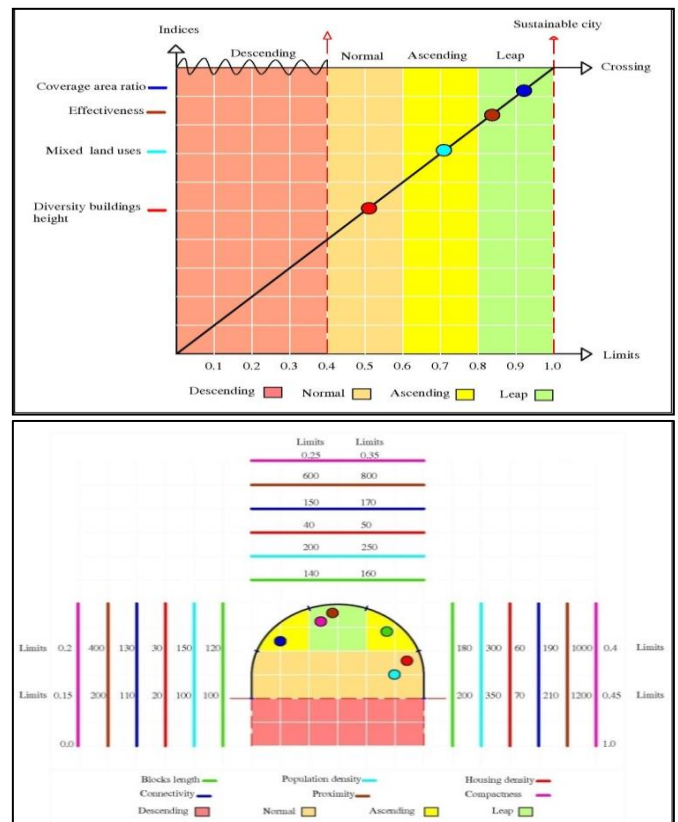 Indices
Sustainable city
Descending Normal Ascending Leap
Crossing
Coverage area ratio
Effectiveness
Mixed land uses
Diversity buildings
height
0.1 0.2 0.3 0.4 0.5 0.6 0.7 0.8 0.9 1.0
Limits
Descending Normal Ascending Leap
Limits Limits
0.25 0.35
600 800
150 170
40 50
200 250
140 160
Limits 0.2 400 130 30 150 120 180 300 60 190 1000 0.4 Limits
Limits 0.15 200 110 20 100 100 200 350 70 210 1200 0.45 Limits
0.0 1.0
Blocks length Population density Housing density
Connectivity Proximity Compactness
Descending Normal Ascending Leap